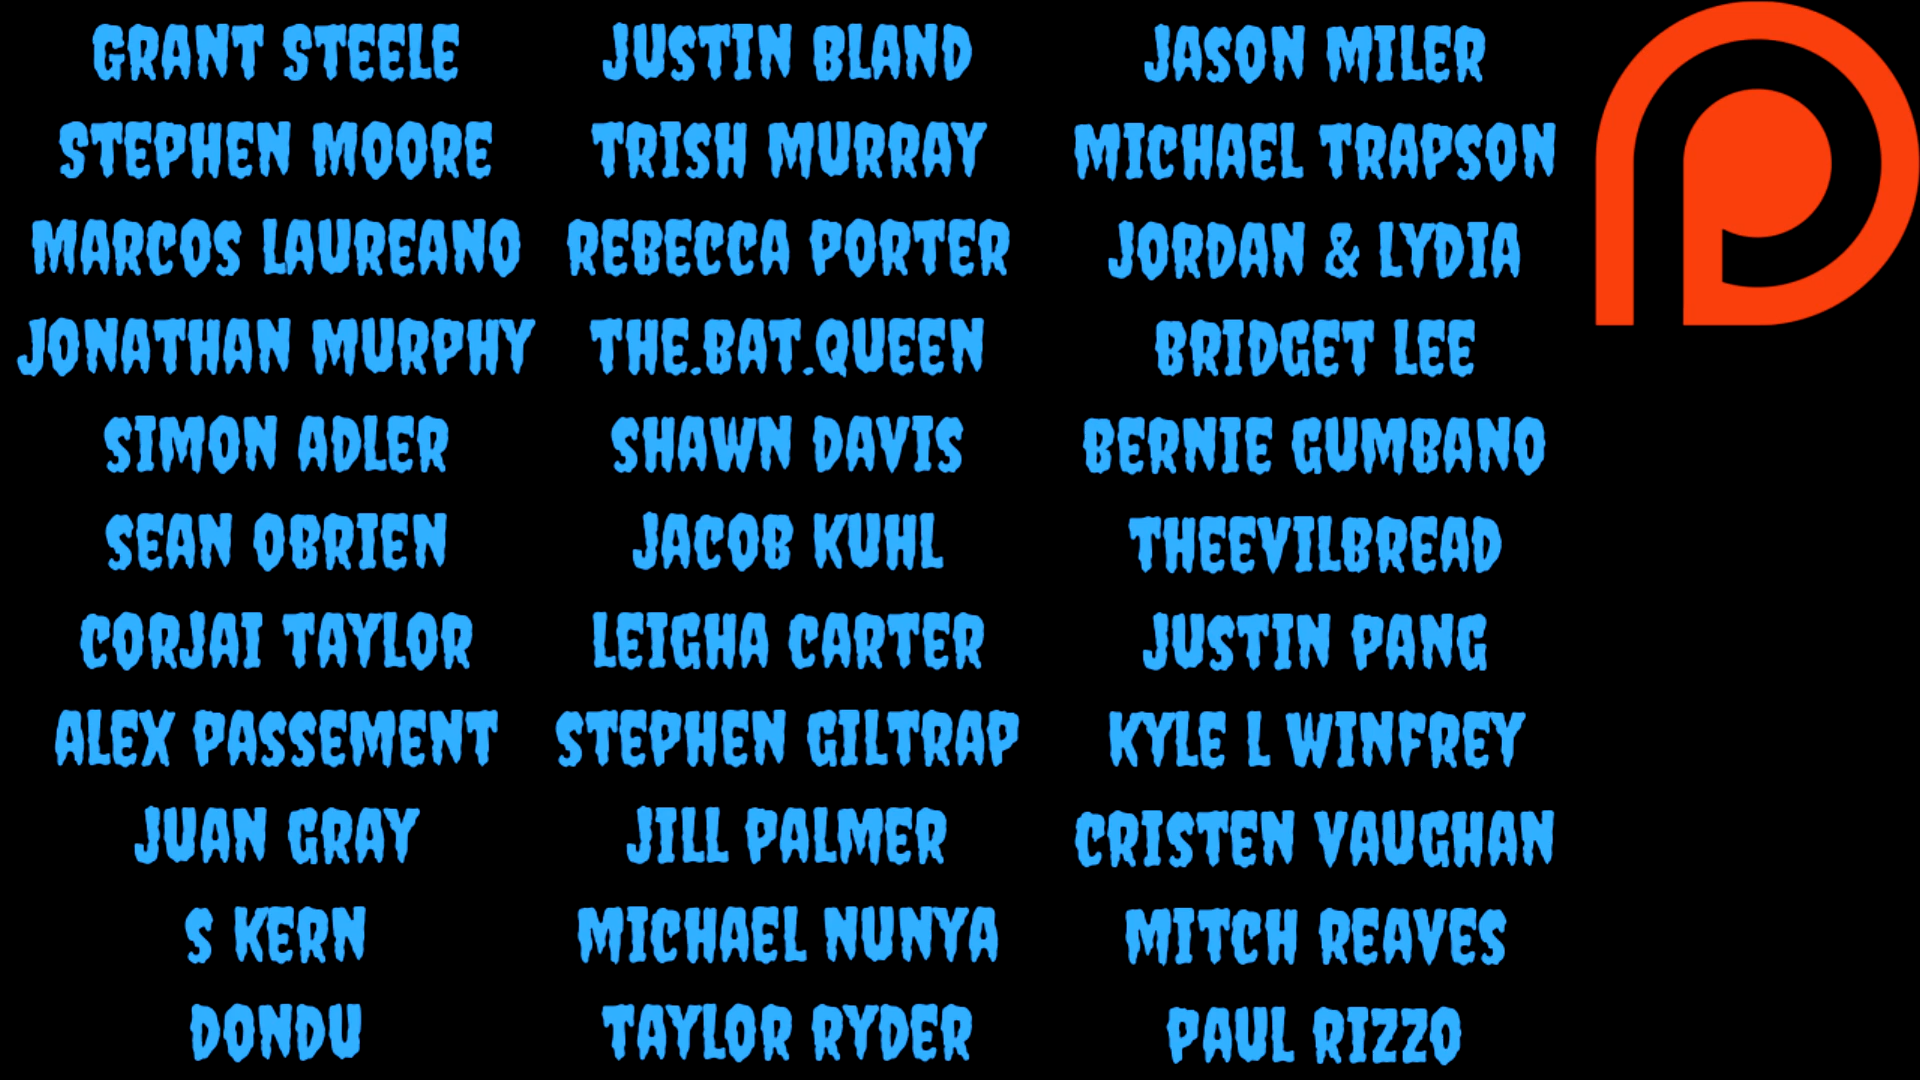 GRANT STEELE
STEPHEN MOORE
MARCOS LAUREANO
JONATHAN MURPHY
SIMON ADLER
SEAN OBRIEN
CORJAI TAYLOR
ALEX PASSEMENT
JUAN GRAY
S KERN
DONDU
JUSTIN BLAND
TRISH MURRAY
REBECCA PORTER
THE.BAT.QUEEN
SHAWN DAVIS
JACOB KUHL
LEIGHA CARTER
STEPHEN GILTRAP
JILL PALMER
MICHAEL NUNYA
TAYLOR RYDER
JASON MILER
MICHAEL TRAPSON
JORDAN & LYDIA
BRIDGET LEE
BERNIE GUMBANO
THEEVILBREAD
JUSTIN PANG
KYLE L WINFREY
CRISTEN VAUGHAN
MITCH REAVES
PAUL RIZZO